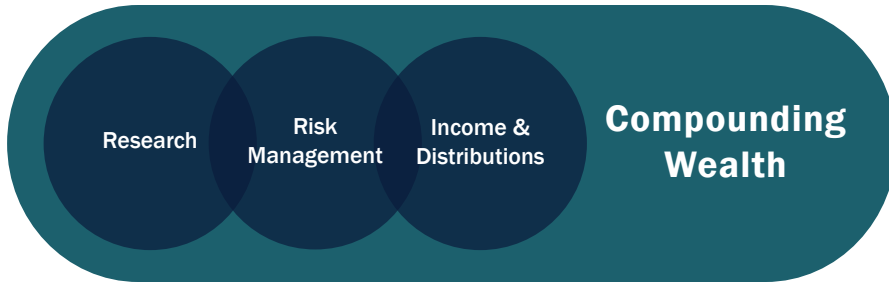 Research
Risk
Management
Income &
Distributions
Compounding
Wealth